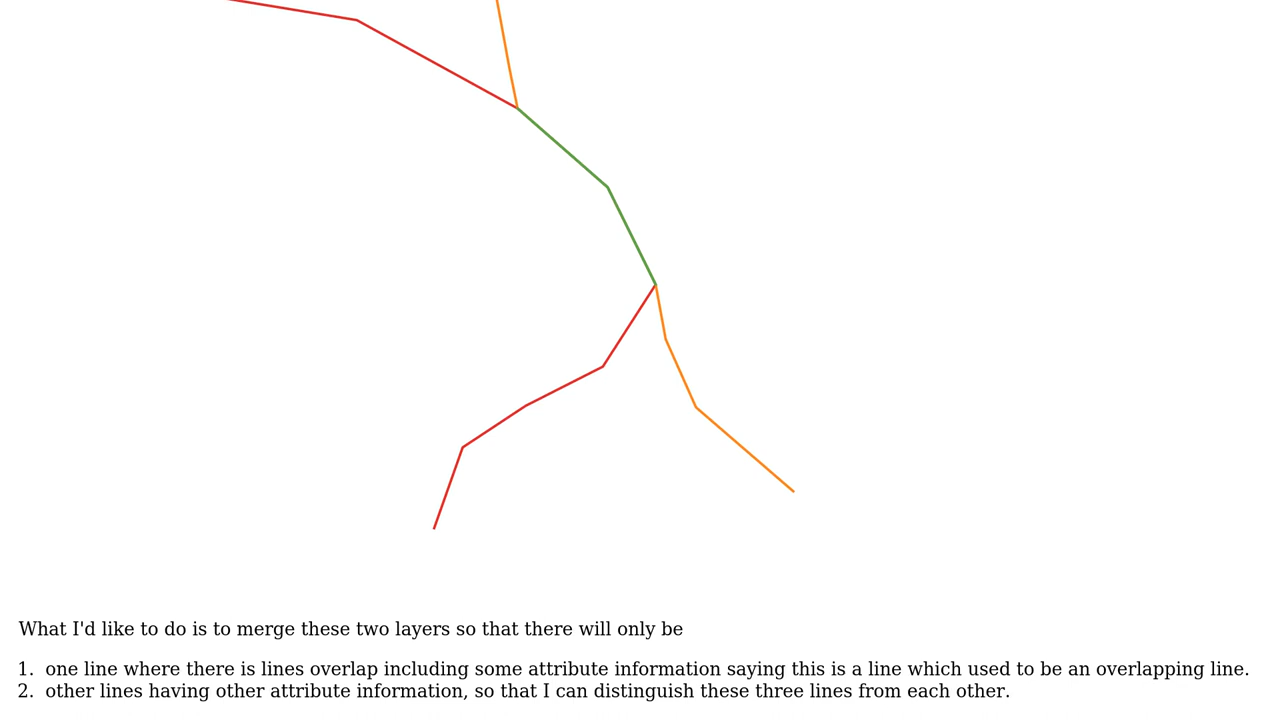 What I'd like to do is to merge these two layers so that there will only be
1. one line where there is lines overlap including some attribute information saying this is a line which used to be an overlapping line.
2. other lines having other attribute information, so that I can distinguish these three lines from each other.